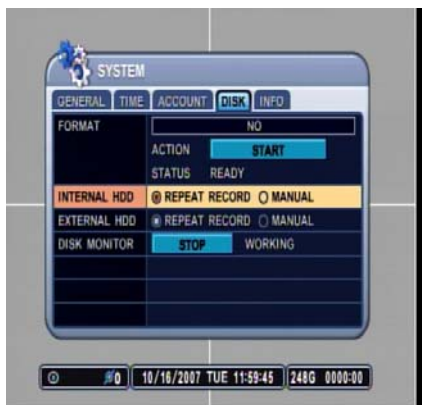 SYSTEM
GENERAL TIME ACCOUNT DISK INFO
FORMAT NO
ACTION START
STATUS READY
INTERNAL HDD REPEAT RECORD MANUAL
EXTERNAL HDD REPEAT RECORD MANUAL
DISK MONITOR STOP WORKING
0 10/16/2007 TUE 11:59:45 248G 0000:00